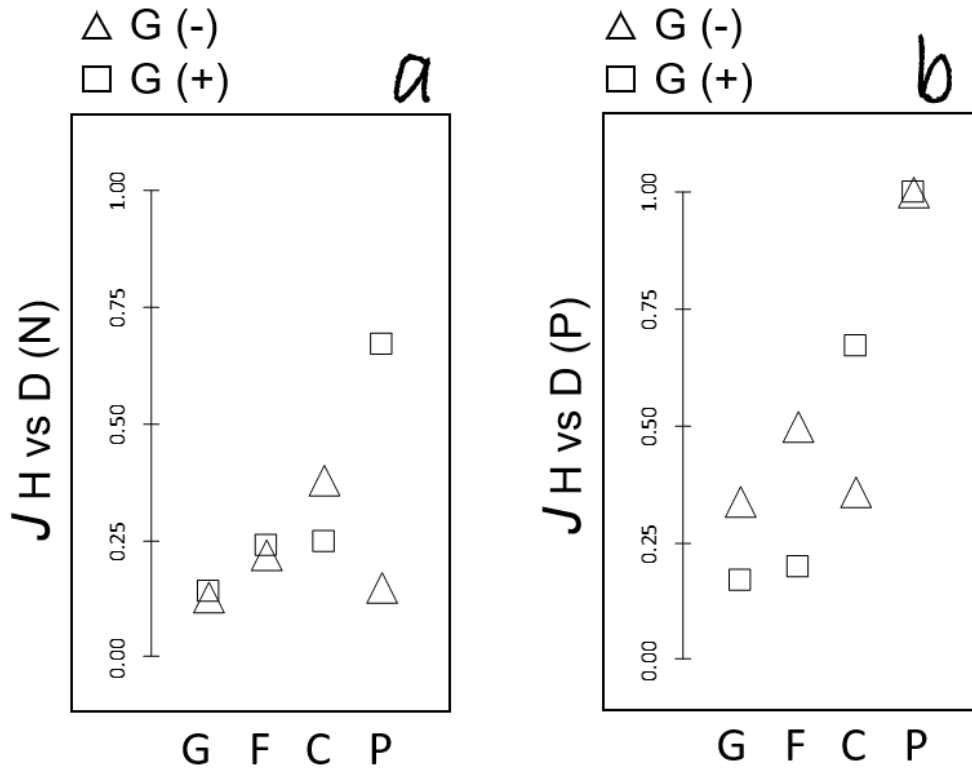 △ G (-)
□ G (+)
a
J H vs D (N)
1.00
0.75
0.50
0.25
0.00
G F C P
△ G (-)
□ G (+)
b
J H vs D (P)
1.00
0.75
0.50
0.25
0.00
G F C P